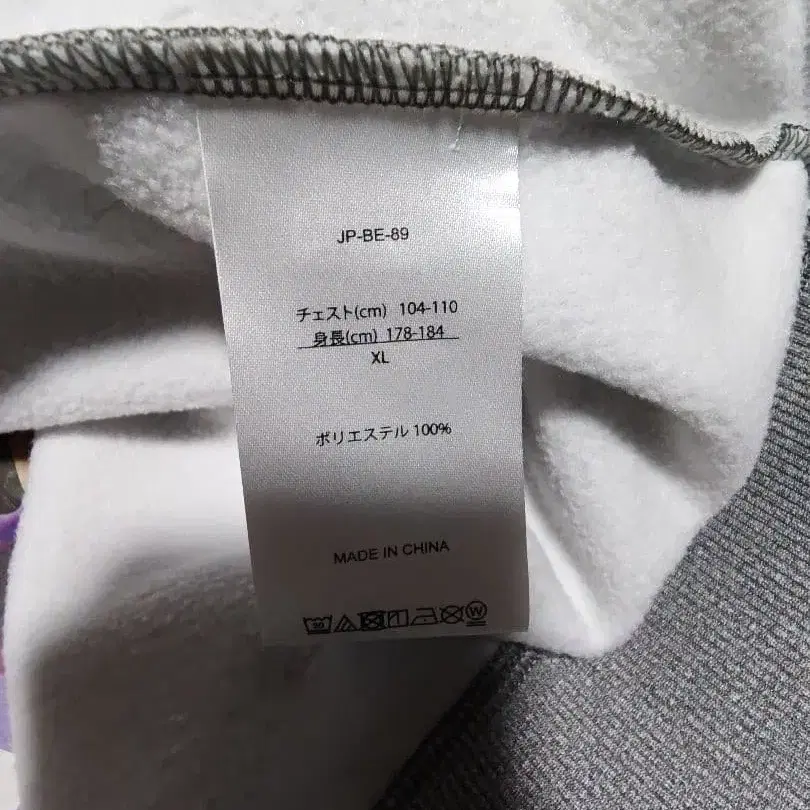 JP-BE-89
チェスト(cm) 104-110
身長(cm) 178-184
XL
ポリエステル 100%
MADE IN CHINA
W